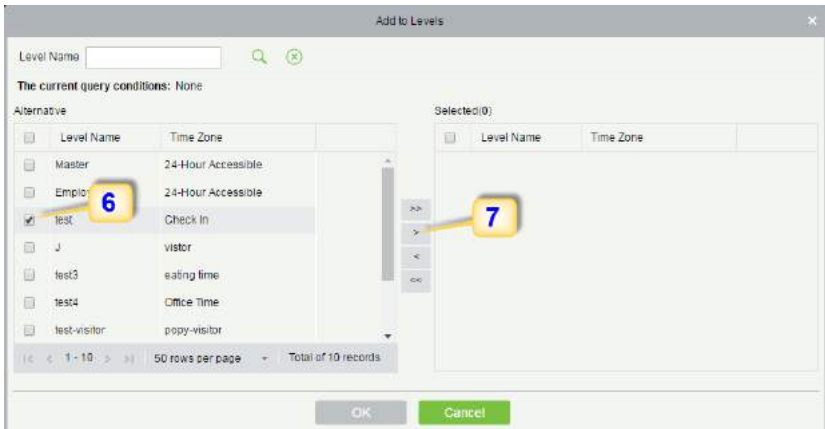 Add to Levels
Level Name
The current query conditions: None
Alternative
Selected(0)
Level Name Time Zone
Level Name Time Zone
Master 24-Hour Accessible
Emplo 24-Hour Accessible
6
test Check In
7
J vistor
test3 eating time
test4 Office Time
test-visitor popy-visitor
>>
>
<
<<
1 - 10 50 rows per page Total of 10 records
OK Cancel